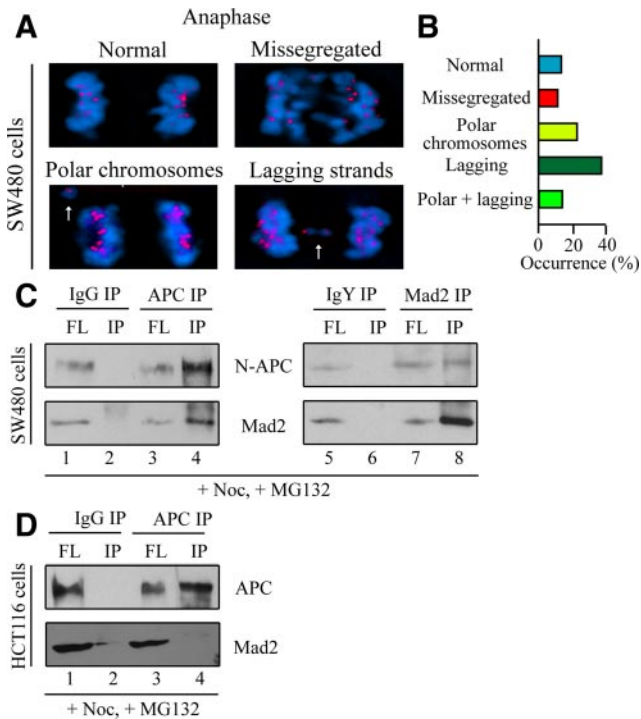 A
Anaphase
Normal
Missegregated
Polar chromosomes
Lagging strands
SW480 cells
B
Normal
Missegregated
Polar
chromosomes
Lagging
Polar + lagging
0
20
40
Occurrence (%)
C
IgG IP
APC IP
IgY IP
Mad2 IP
FL
IP
FL
IP
FL
IP
FL
IP
SW480 cells
N-APC
Mad2
1
2
3
4
5
6
7
8
+ Noc, + MG132
D
IgG IP
APC IP
FL
IP
FL
IP
HCT116 cells
APC
Mad2
1
2
3
4
+ Noc, + MG132